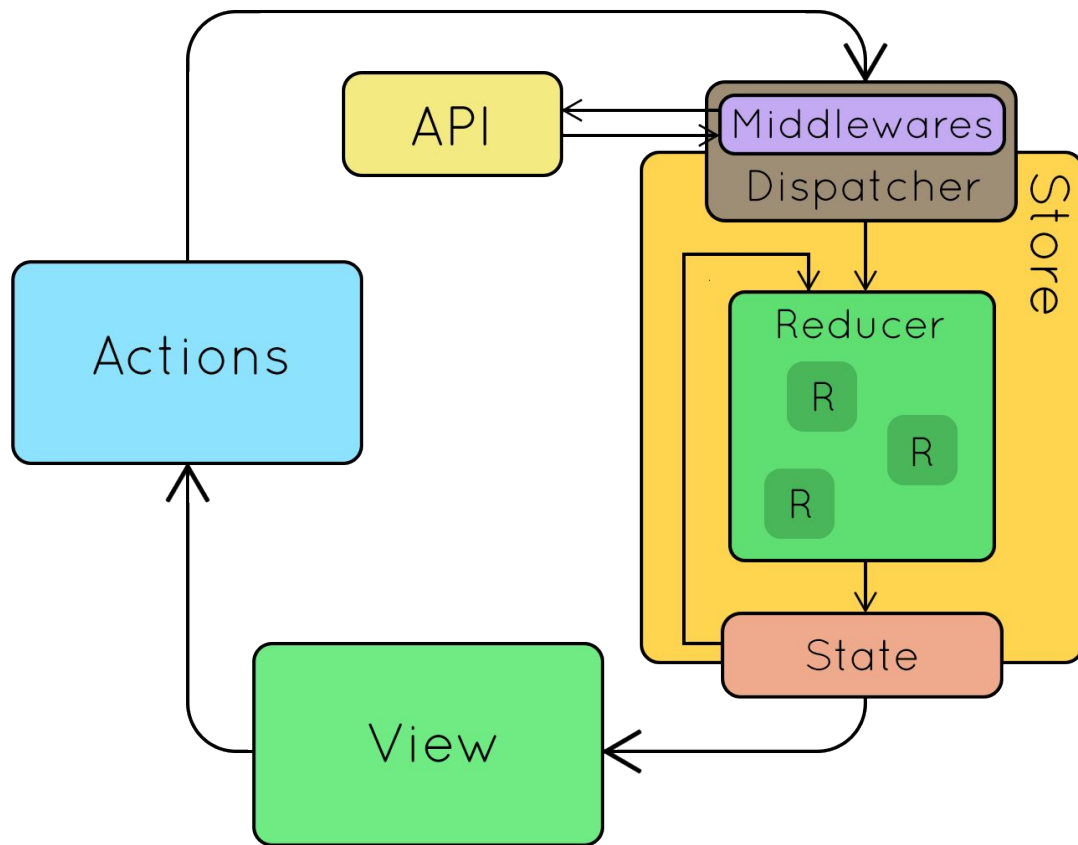 API
Middlewares
Dispatcher
Store
Actions
Reducer
R
R
R
State
View